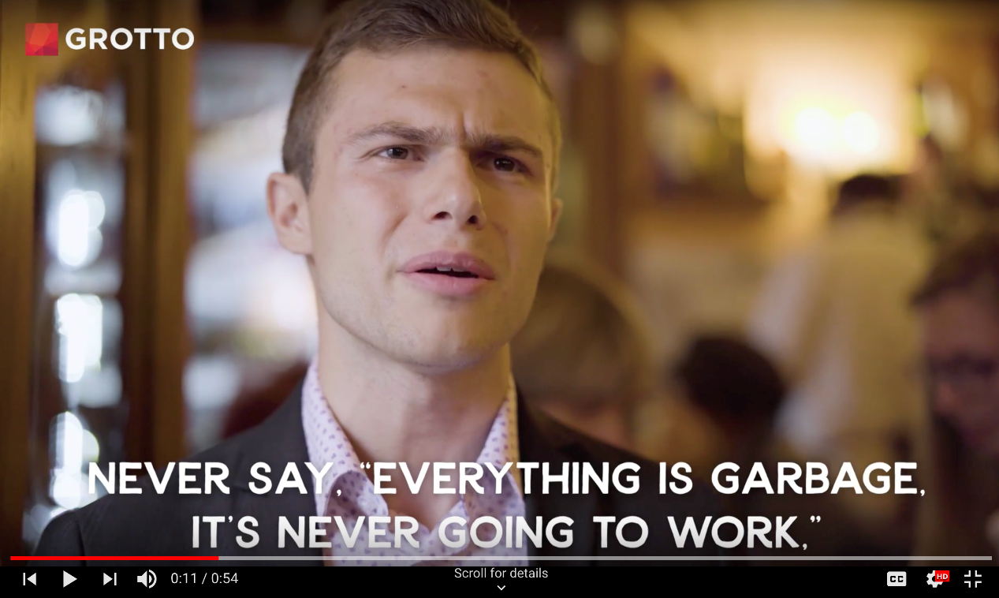 GROTTO
NEVER SAY, “EVERYTHING IS GARBAGE,
IT’S NEVER GOING TO WORK,”
Scroll for details
0:11 / 0:54
CC
HD